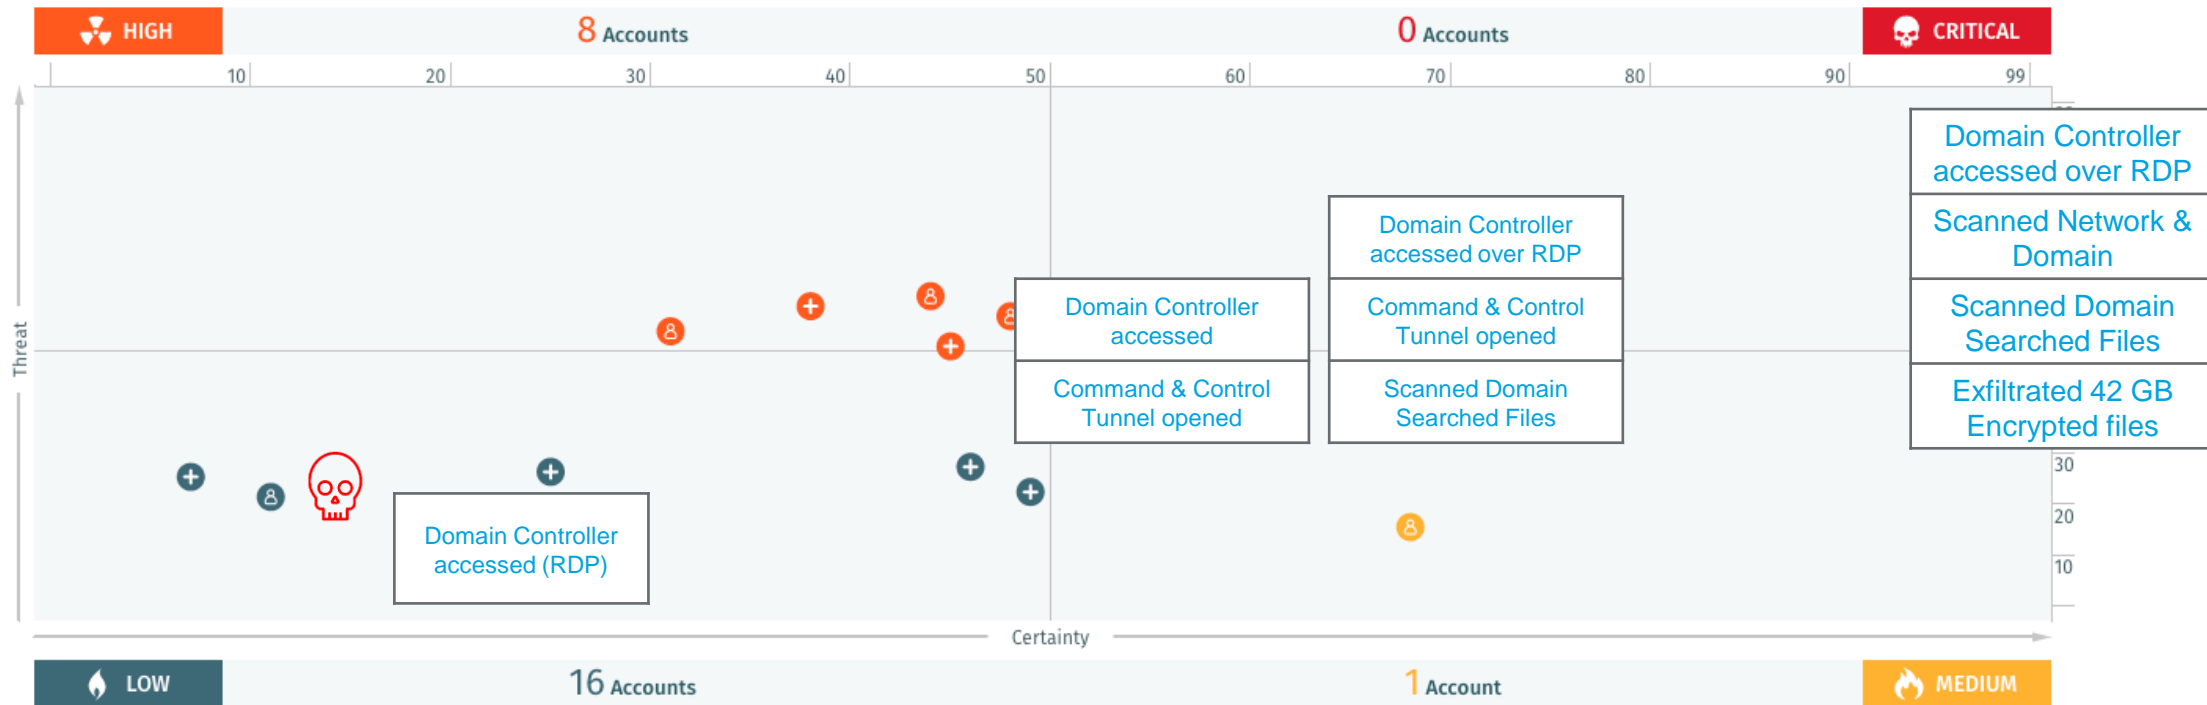 HIGH
8 Accounts
0 Accounts
CRITICAL
10
20
30
40
50
60
70
80
90
99
Threat
Domain Controller
accessed over RDP
Scanned Network &
Domain
Scanned Domain
Searched Files
Exfiltrated 42 GB
Encrypted files
Domain Controller
accessed over RDP
Command & Control
Tunnel opened
Scanned Domain
Searched Files
Domain Controller
accessed
Command & Control
Tunnel opened
Domain Controller
accessed (RDP)
30
20
10
Certainty
LOW
16 Accounts
1 Account
MEDIUM